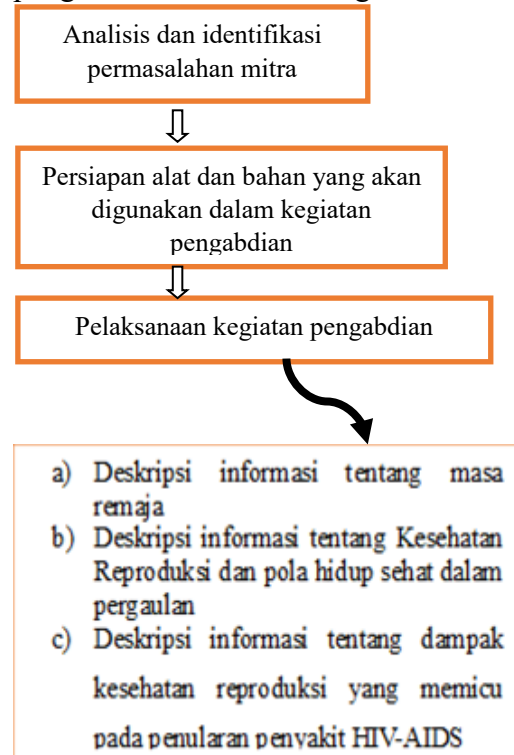 Analisis dan identifikasi
permasalahan mitra
Persiapan alat dan bahan yang akan
digunakan dalam kegiatan
pengabdian
Pelaksanaan kegiatan pengabdian
a) Deskripsi informasi tentang masa
remaja
b) Deskripsi informasi tentang Kesehatan
Reproduksi dan pola hidup sehat dalam
pergaulan
c) Deskripsi informasi tentang dampak
kesehatan reproduksi yang memicu
pada penularan penyakit HIV-AIDS